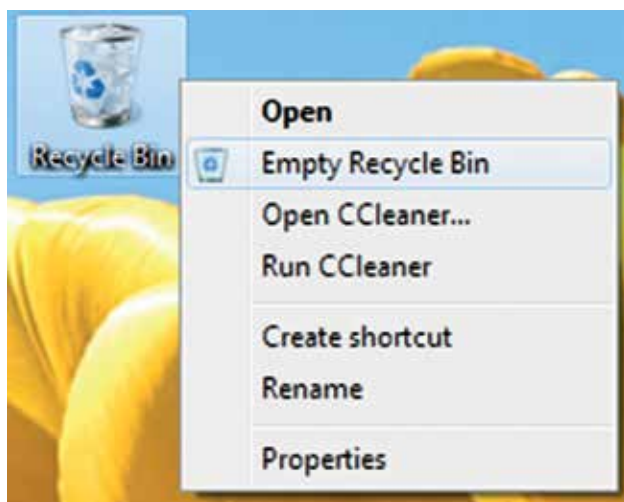 Recycle Bin
Open
Empty Recycle Bin
Open CCleaner...
Run CCleaner
Create shortcut
Rename
Properties